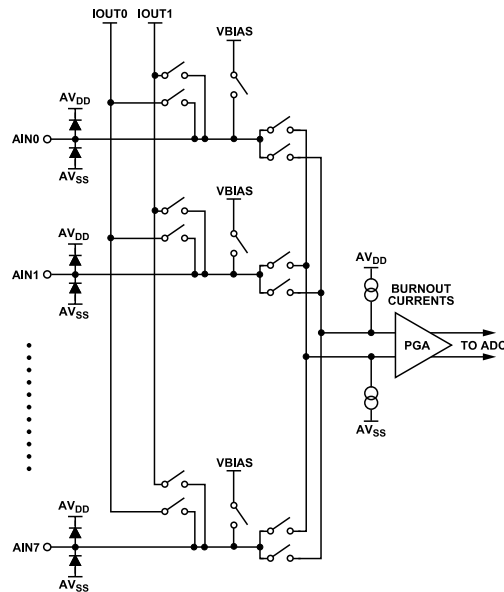 IOUT0 IOUT1
VBIAS
AVDD
AIN0
AVSS
VBIAS
AVDD
AIN1
AVSS
AVDD
BURNOUT
CURRENTS
PGA
TO ADC
AVSS
VBIAS
AVDD
AIN7
AVSS